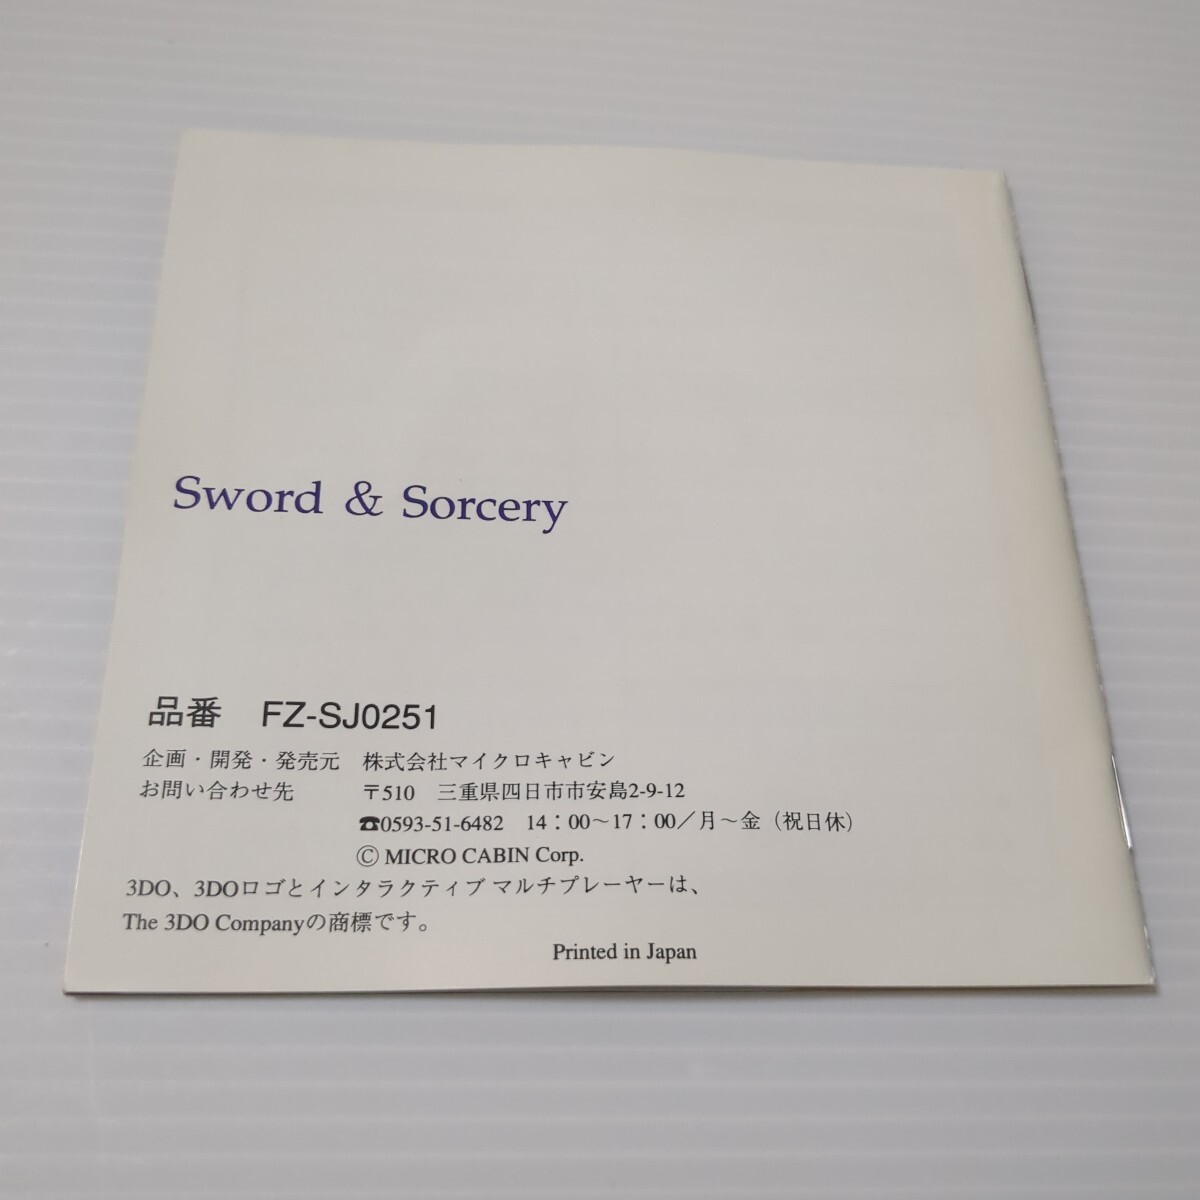 Sword & Sorcery
品番　FZ-SJ0251
企画・開発・発売元　株式会社マイクロキャビン
お問い合わせ先　〒510　三重県四日市市安島2-9-12
☎0593-51-6482　14：00～17：00／月～金（祝日休）
Ⓒ MICRO CABIN Corp.
3DO、3DOロゴとインタラクティブ マルチプレーヤーは、
The 3DO Companyの商標です。
Printed in Japan